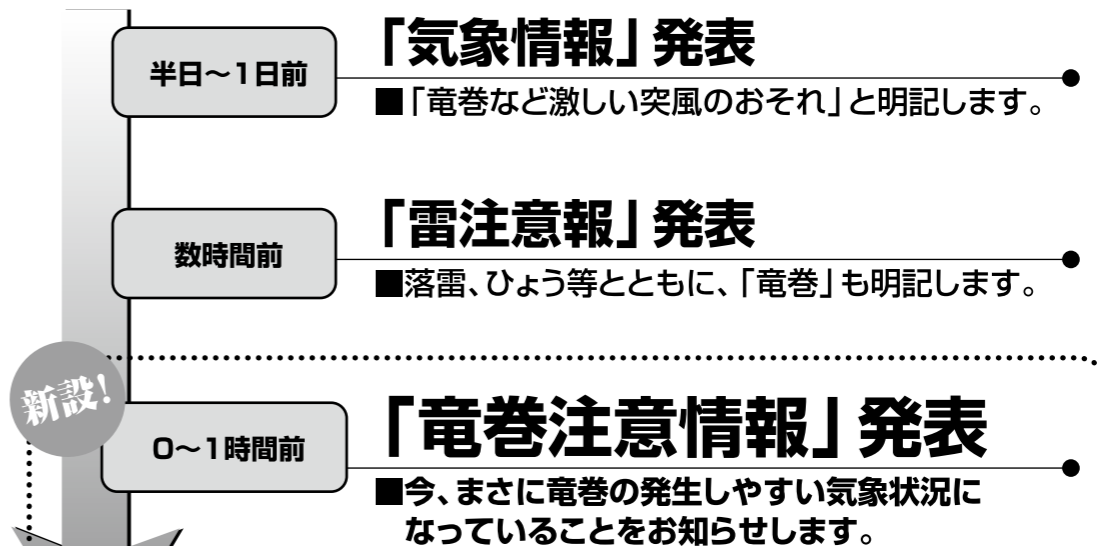 半日～1日前
「気象情報」発表
■「竜巻など激しい突風のおそれ」と明記します。
数時間前
「雷注意報」発表
■落雷、ひょう等とともに、「竜巻」も明記します。
新設!
0～1時間前
「竜巻注意情報」発表
■今、まさに竜巻の発生しやすい気象状況に
なっていることをお知らせします。